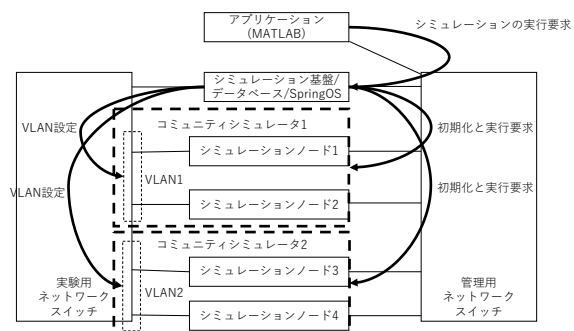 アプリケーション
(MATLAB)
シミュレーションの実行要求
シミュレーション基盤/
データベース/SpringOS
VLAN設定
コミュニティシミュレータ1
初期化と実行要求
シミュレーションノード1
VLAN1
VLAN設定
初期化と実行要求
シミュレーションノード2
コミュニティシミュレータ2
シミュレーションノード3
実験用
ネットワーク
スイッチ
VLAN2
管理用
ネットワーク
スイッチ
シミュレーションノード4